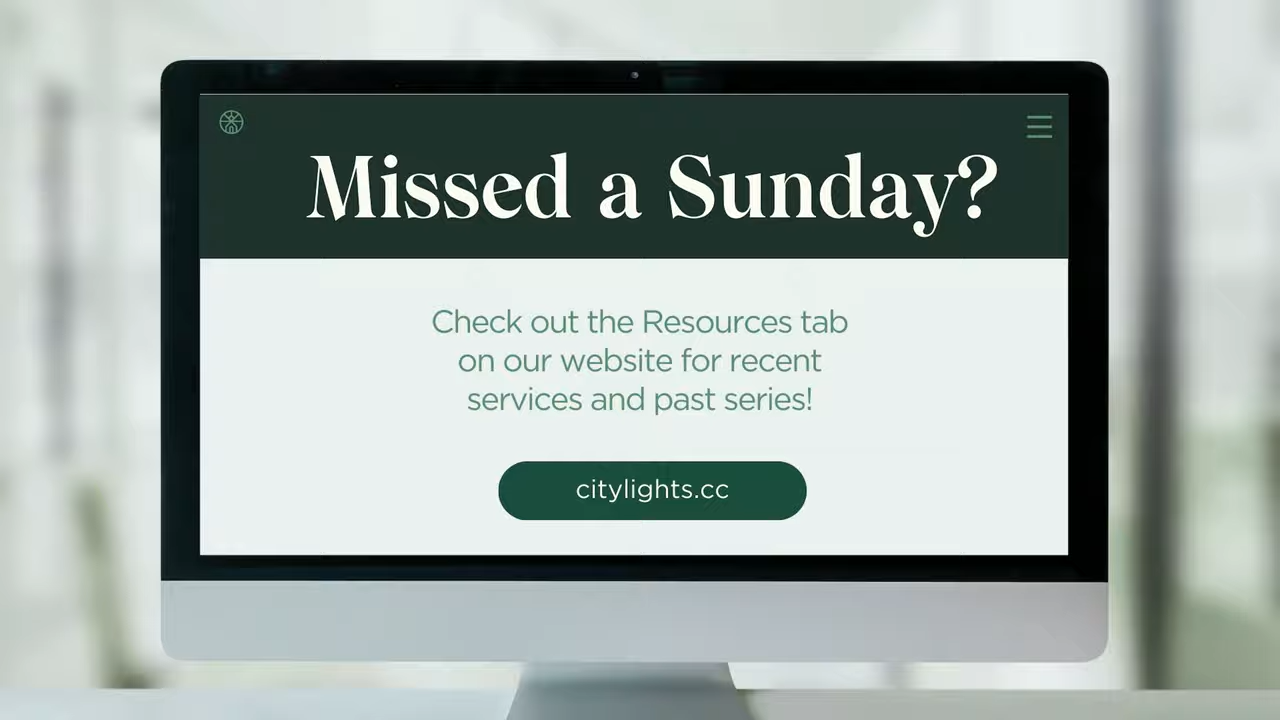 Missed a Sunday?
Check out the Resources tab
on our website for recent
services and past series!
citylights.cc